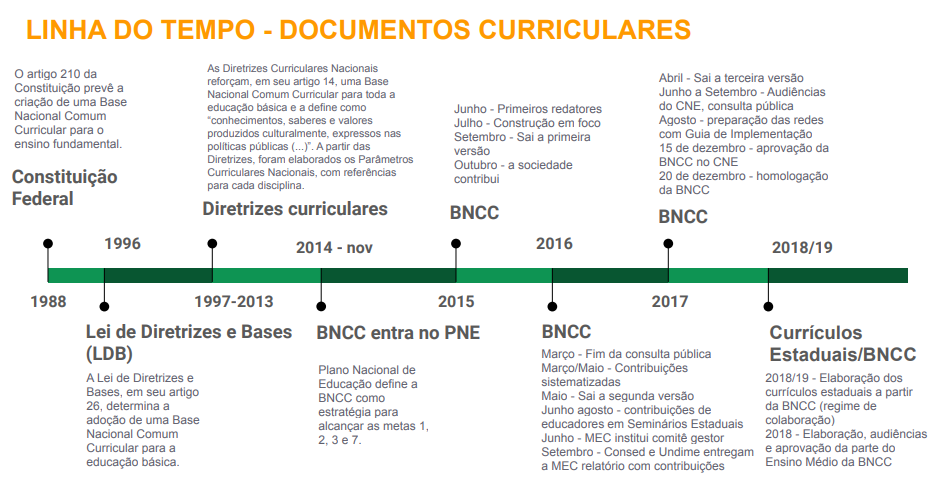 LINHA DO TEMPO - DOCUMENTOS CURRICULARES
O artigo 210 da
Constituição prevê a
criação de uma Base
Nacional Comum
Curricular para o
ensino fundamental.
Constituição
Federal
1988
1996
Lei de Diretrizes e Bases
(LDB)
A Lei de Diretrizes e
Bases, em seu artigo
26, determina a
adoção de uma Base
Nacional Comum
Curricular para a
educação básica.
As Diretrizes Curriculares Nacionais
reforçam, em seu artigo 14, uma Base
Nacional Comum Curricular para toda a
educação básica e a define como
“conhecimentos, saberes e valores
produzidos culturalmente, expressos nas
políticas públicas (...)”. A partir das
Diretrizes, foram elaborados os Parâmetros
Curriculares Nacionais, com referências
para cada disciplina.
Diretrizes curriculares
1997-2013
2014 - nov
BNCC entra no PNE
Plano Nacional de
Educação define a
BNCC como
estratégia para
alcançar as metas 1,
2, 3 e 7.
Junho - Primeiros redatores
Julho - Construção em foco
Setembro - Sai a primeira
versão
Outubro - a sociedade
contribui
BNCC
2015
2016
BNCC
Março - Fim da consulta pública
Março/Maio - Contribuições
sistematizadas
Maio - Sai a segunda versão
Junho agosto - contribuições de
educadores em Seminários Estaduais
Junho - MEC institui comitê gestor
Setembro - Consed e Undime entregam
a MEC relatório com contribuições
Abril - Sai a terceira versão
Junho a Setembro - Audiências
do CNE, consulta pública
Agosto - preparação das redes
com Guia de Implementação
15 de dezembro - aprovação da
BNCC no CNE
20 de dezembro - homologação
da BNCC
BNCC
2017
2018/19
Currículos
Estaduais/BNCC
2018/19 - Elaboração dos
currículos estaduais a partir
da BNCC (regime de
colaboração)
2018 - Elaboração, audiências
e aprovação da parte do
Ensino Médio da BNCC